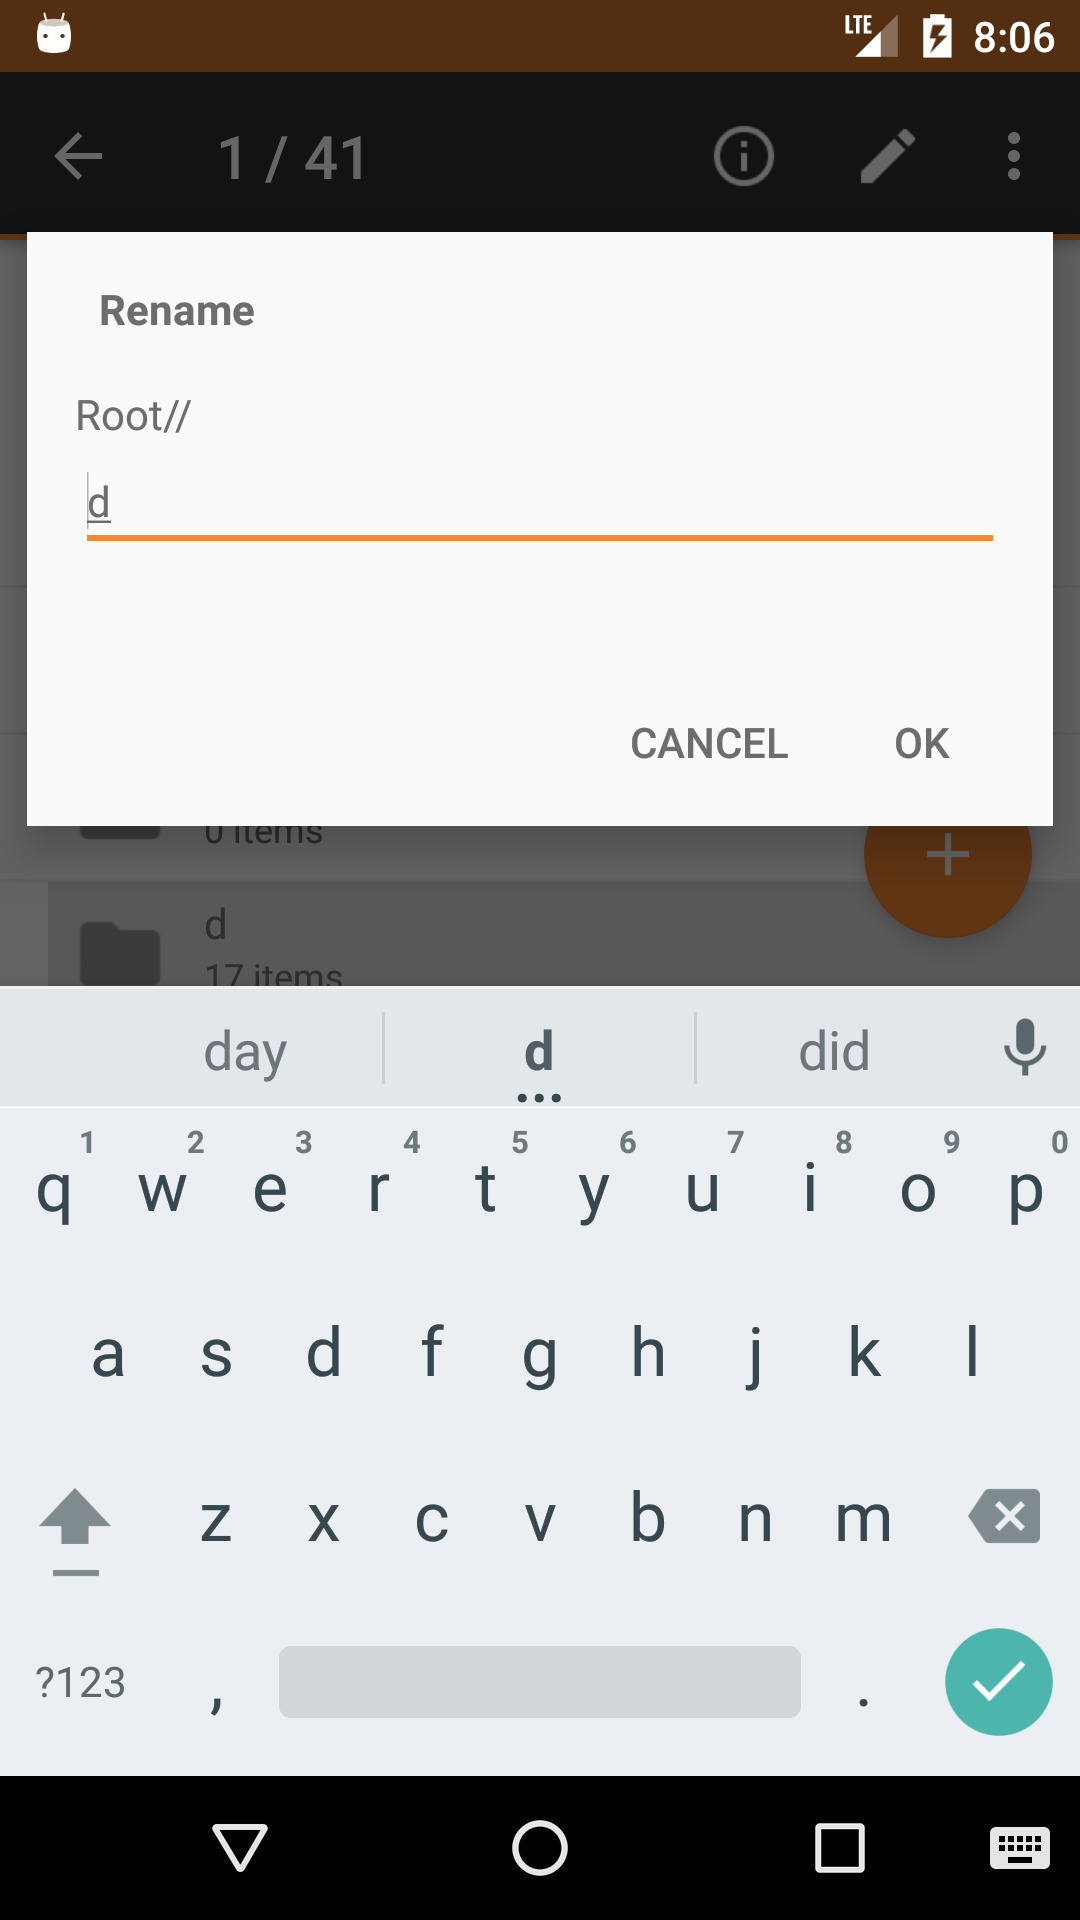 LTE 8:06
1 / 41
Rename
Root//
d
CANCEL OK
0 items
d
17 items
day d did
1 2 3 4 5 6 7 8 9 0
q w e r t y u i o p
a s d f g h j k l
z x c v b n m
?123 , .